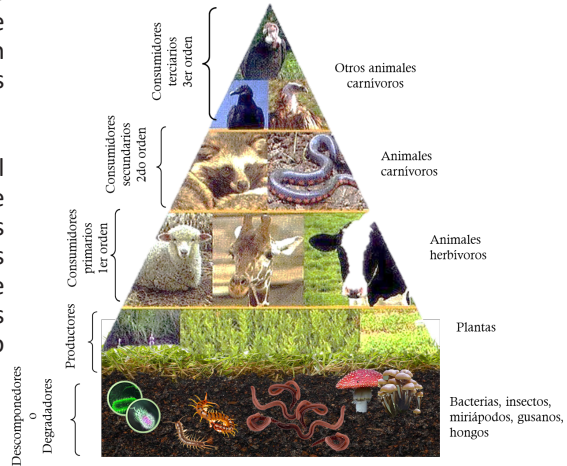 Consumidores
terciarios
3er orden
Otros animales
carnívoros
Consumidores
secundarios
2do orden
Animales
carnívoros
Consumidores
primarios
1er orden
Animales
herbívoros
Productores
Plantas
Descomponedores
o
Degradadores
Bacterias, insectos,
miriápodos, gusanos,
hongos